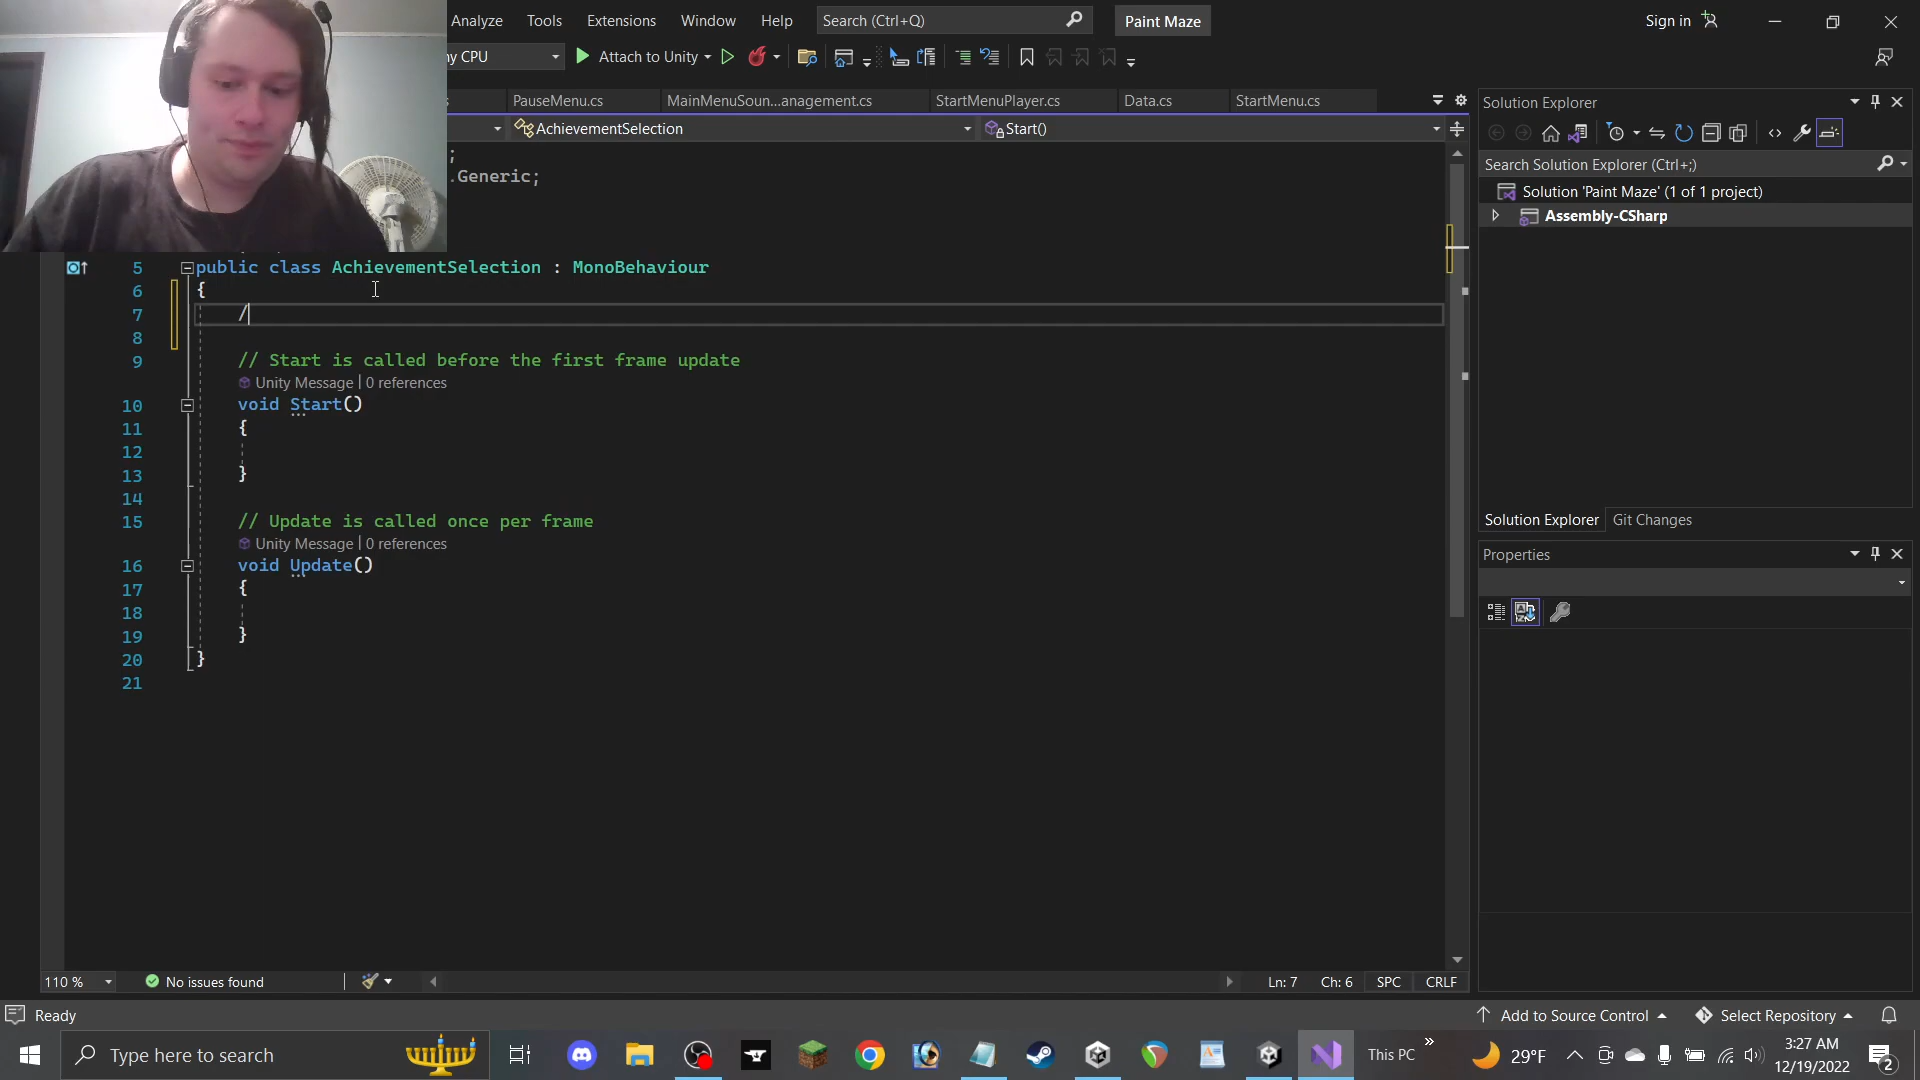 Analyze Tools Extensions Window Help Search (Ctrl+Q) Paint Maze Sign in
ny CPU Attach to Unity
s PauseMenu.cs MainMenuSoun...anagement.cs StartMenuPlayer.cs Data.cs StartMenu.cs
AchievementSelection Start()
;
.Generic;
5 public class AchievementSelection : MonoBehaviour
6 {
7 /
8
9 // Start is called before the first frame update
Unity Message | 0 references
10 void Start()
11 {
12
13 }
14
15 // Update is called once per frame
Unity Message | 0 references
16 void Update()
17 {
18
19 }
20 }
21
110 % No issues found Ln: 7 Ch: 6 SPC CRLF
Solution Explorer
Search Solution Explorer (Ctrl+;)
Solution 'Paint Maze' (1 of 1 project)
Assembly-CSharp
Solution Explorer Git Changes
Properties
Ready Add to Source Control Select Repository
Type here to search This PC » 29°F 3:27 AM
12/19/2022 2